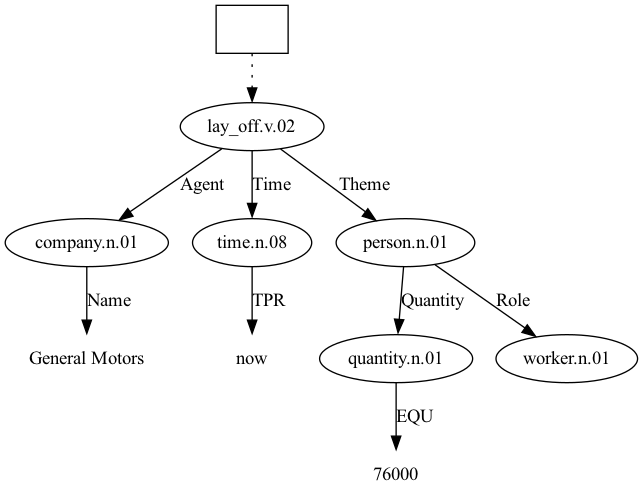 lay_off.v.02
Agent Time Theme
company.n.01 time.n.08 person.n.01
Name TPR Quantity Role
General Motors now quantity.n.01 worker.n.01
EQU
76000